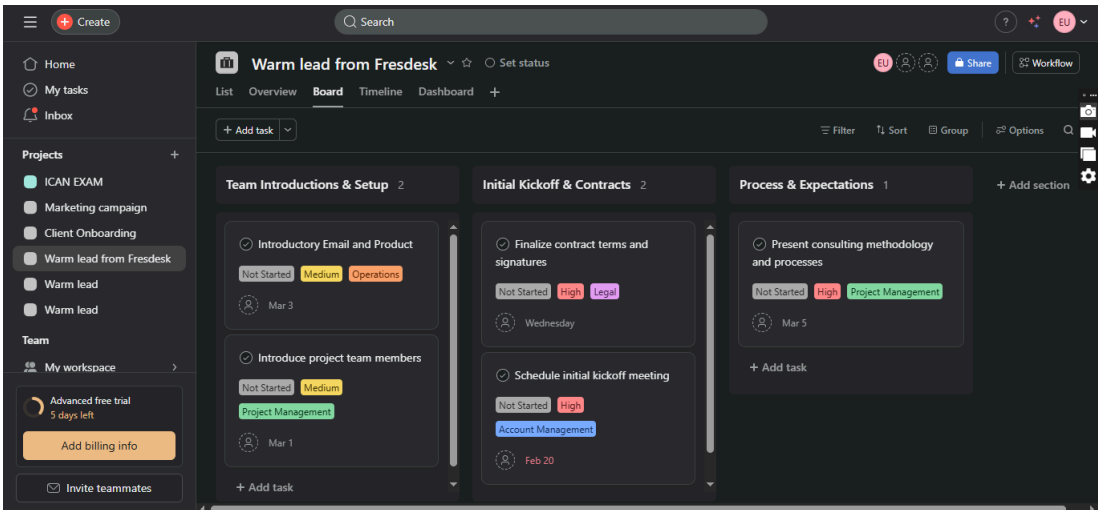 Create
Search
?
EU
Home
My tasks
Inbox
Projects
+
ICAN EXAM
Marketing campaign
Client Onboarding
Warm lead from Fresdesk
Warm lead
Warm lead
Team
My workspace
Advanced free trial
5 days left
Add billing info
Invite teammates
Warm lead from Fresdesk
Set status
EU
Share
Workflow
List Overview Board Timeline Dashboard +
+ Add task
Filter Sort Group Options
Team Introductions & Setup 2
Introductory Email and Product
Not Started Medium Operations
Mar 3
Introduce project team members
Not Started Medium
Project Management
Mar 1
+ Add task
Initial Kickoff & Contracts 2
Finalize contract terms and
signatures
Not Started High Legal
Wednesday
Schedule initial kickoff meeting
Not Started High
Account Management
Feb 20
Process & Expectations 1
Present consulting methodology
and processes
Not Started High Project Management
Mar 5
+ Add task
+ Add section